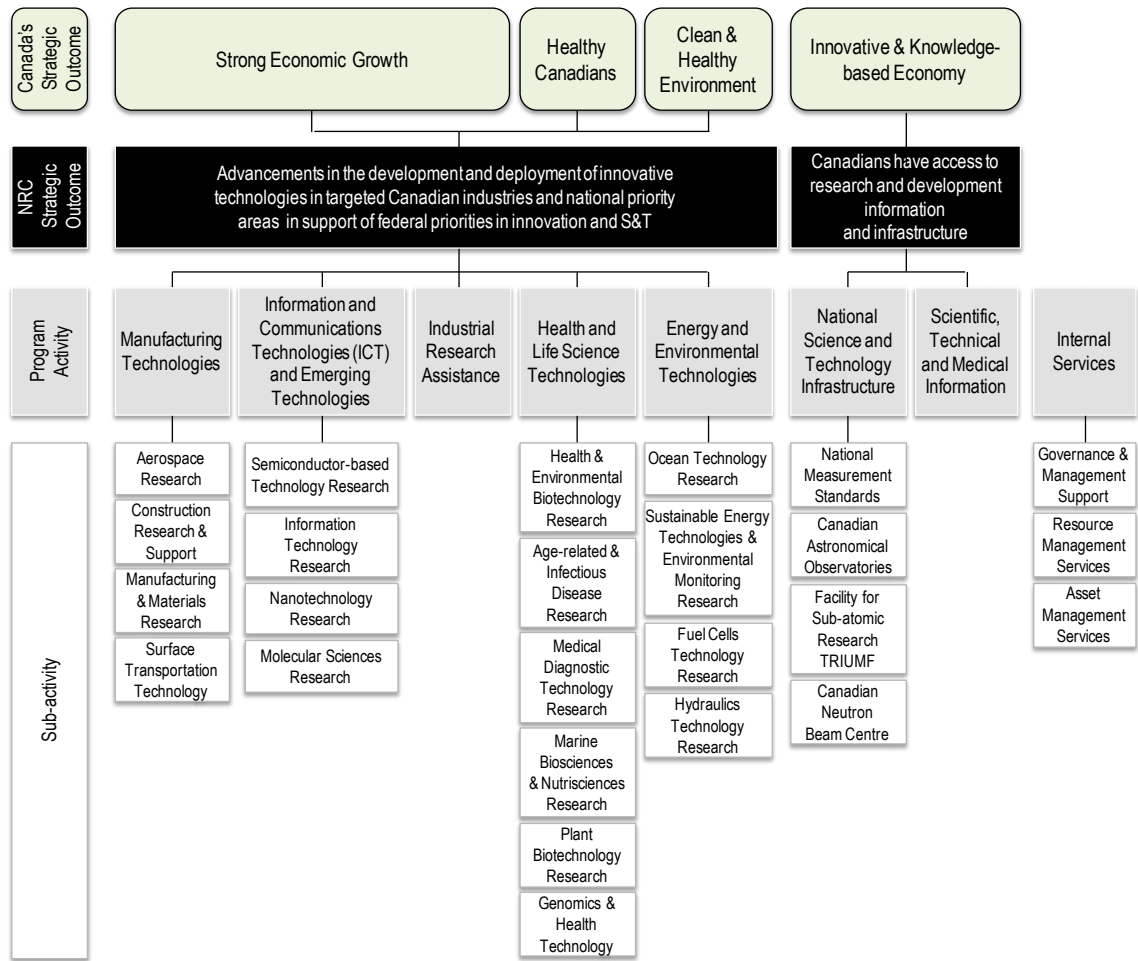 Canada's
Strategic
Outcome
Strong Economic Growth
Healthy
Canadians
Clean &
Healthy
Environment
Innovative & Knowledge-
based Economy
NRC
Strategic
Outcome
Advancements in the development and deployment of innovative
technologies in targeted Canadian industries and national priority
areas in support of federal priorities in innovation and S&T
Canadians have access to
research and development
information
and infrastructure
Program
Activity
Manufacturing
Technologies
Information and
Communications
Technologies (ICT)
and Emerging
Technologies
Industrial
Research
Assistance
Health and
Life Science
Technologies
Energy and
Environmental
Technologies
National
Science and
Technology
Infrastructure
Scientific,
Technical
and Medical
Information
Internal
Services
Sub-activity
Aerospace
Research
Construction
Research &
Support
Manufacturing
& Materials
Research
Surface
Transportation
Technology
Semiconductor-based
Technology Research
Information
Technology
Research
Nanotechnology
Research
Molecular Sciences
Research
Health &
Environmental
Biotechnology
Research
Age-related &
Infectious
Disease
Research
Medical
Diagnostic
Technology
Research
Marine
Biosciences
& Nutrisciences
Research
Plant
Biotechnology
Research
Genomics &
Health
Technology
Ocean Technology
Research
Sustainable Energy
Technologies &
Environmental
Monitoring
Research
Fuel Cells
Technology
Research
Hydraulics
Technology
Research
National
Measurement
Standards
Canadian
Astronomical
Observatories
Facility for
Sub-atomic
Research
TRIUMF
Canadian
Neutron
Beam Centre
Governance &
Management
Support
Resource
Management
Services
Asset
Management
Services